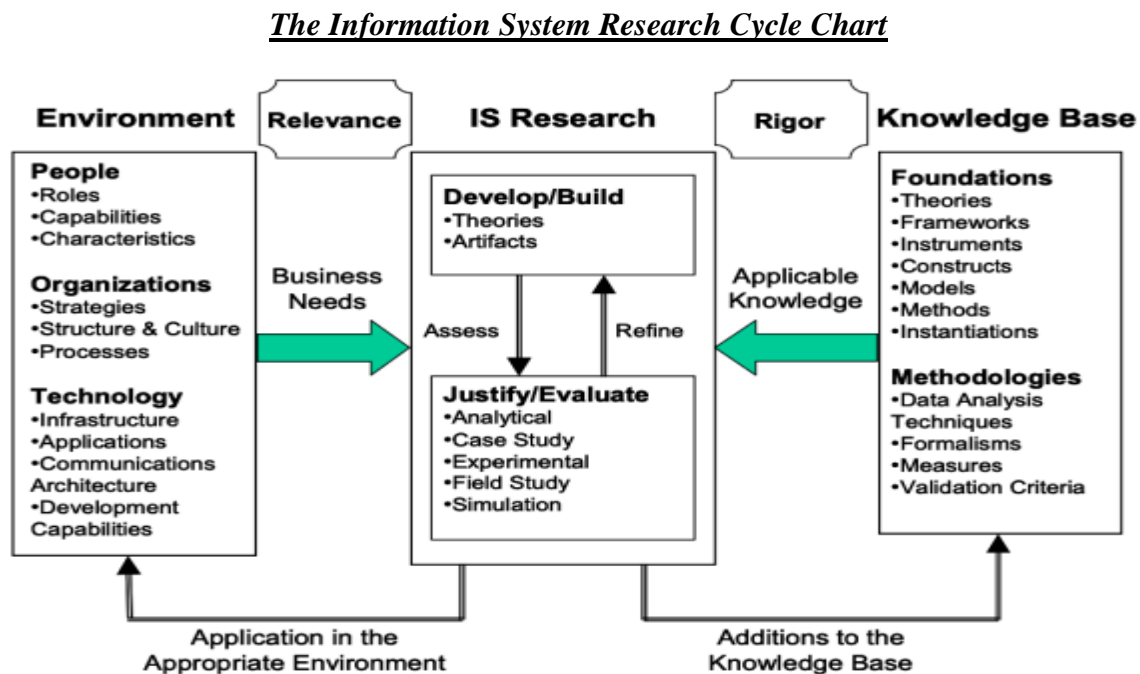 The Information System Research Cycle Chart
Environment
Relevance
IS Research
Rigor
Knowledge Base
People
•Roles
•Capabilities
•Characteristics
Organizations
•Strategies
•Structure & Culture
•Processes
Technology
•Infrastructure
•Applications
•Communications
Architecture
•Development
Capabilities
Business
Needs
Develop/Build
•Theories
•Artifacts
Assess
Refine
Justify/Evaluate
•Analytical
•Case Study
•Experimental
•Field Study
•Simulation
Applicable
Knowledge
Foundations
•Theories
•Frameworks
•Instruments
•Constructs
•Models
•Methods
•Instantiations
Methodologies
•Data Analysis
Techniques
•Formalisms
•Measures
•Validation Criteria
Application in the
Appropriate Environment
Additions to the
Knowledge Base